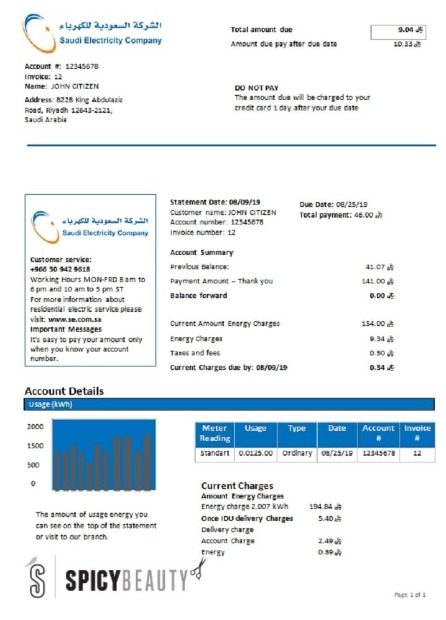 الشركة السعودية للكهرباء
Saudi Electricity Company
Total amount due 9.04
Amount due pay after due date 10.33
Account #: 12345678
Invoice: 12
Name: JOHN CITIZEN
Address: 8228 King Abdulaziz
Road, Riyadh 12643-2121,
Saudi Arabia
DO NOT PAY
The amount due will be charged to your
credit card 1 day after your due date
الشركة السعودية للكهرباء
Saudi Electricity Company
Customer service:
+966 50 942 9618
Working Hours MON-FRD 8 am to
6 pm and 10 am to 5 pm ST
For more information about
residential electric service please
visit: www.se.com.sa
Important Messages
It's easy to pay your amount only
when you know your account
number.
Statement Date: 08/09/19
Customer name: JOHN CITIZEN
Account number: 12345678
Invoice number: 12
Due Date: 08/25/19
Total payment: 46.00
Account Summary
Previous Balance: 41.07
Payment Amount – Thank you 141.00
Balance forward 0.00
Current Amount Energy Charges 154.00
Energy Charges 9.34
Taxes and fees 0.50
Current Charges due by: 08/09/19 0.34
Account Details
Usage (kWh)
2000
1500
500
0
Meter Reading Usage Type Date Account # Invoice #
Standart 0.0125.00 Ordinary 08/25/19 12345678 12
The amount of usage energy you
can see on the top of the statement
or visit to our branch.
Current Charges
Amount Energy Charges
Energy charge 2.007 kWh 194.84
Once IDU delivery Charges 5.40
Delivery charge
Account Charge 2.49
Energy 0.89
SPICYBEAUTY
Page 1 of 1